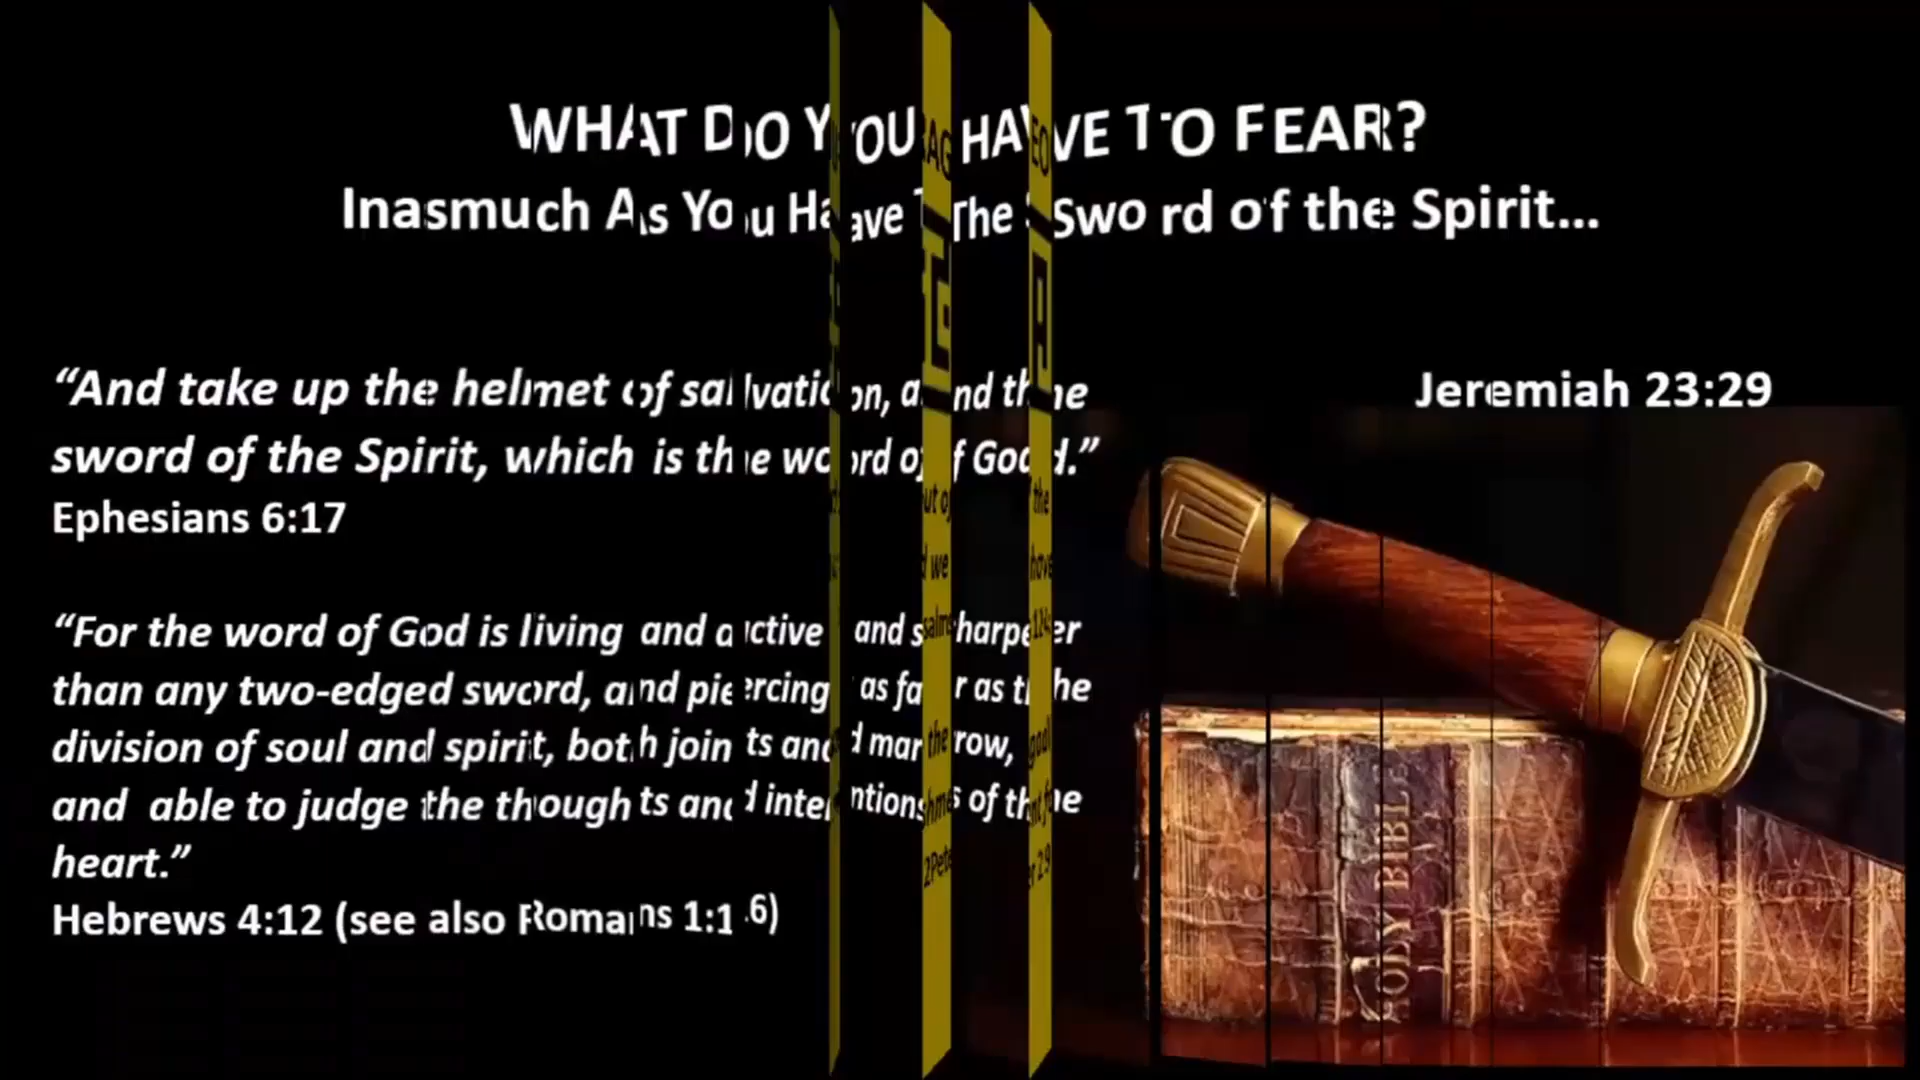 WHAT DO YOU HAVE TO FEAR?
Inasmuch As You Have The Sword of the Spirit...
“And take up the helmet of salvation, and the
sword of the Spirit, which is the word of God.”
Ephesians 6:17
Jeremiah 23:29
“For the word of God is living and active and sharper
than any two-edged sword, and piercing as far as the
division of soul and spirit, both joints and marrow,
and able to judge the thoughts and intentions of the
heart.”
Hebrews 4:12 (see also Romans 1:16)
HOLY BIBLE